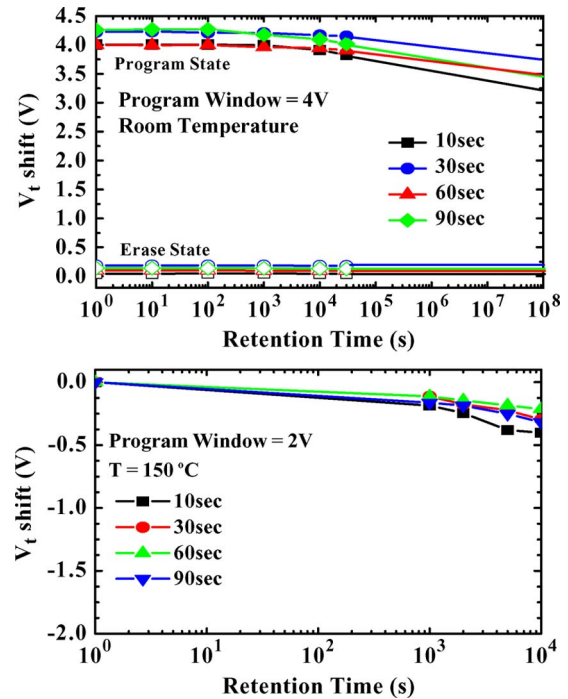 4.5
4.0
3.5
3.0
2.5
2.0
1.5
1.0
0.5
0.0
V_t shift (V)
Program State
Program Window = 4V
Room Temperature
10sec
30sec
60sec
90sec
Erase State
10^0 10^1 10^2 10^3 10^4 10^5 10^6 10^7 10^8
Retention Time (s)
0.0
-0.5
-1.0
-1.5
-2.0
V_t shift (V)
Program Window = 2V
T = 150 ºC
10sec
30sec
60sec
90sec
10^0 10^1 10^2 10^3 10^4
Retention Time (s)